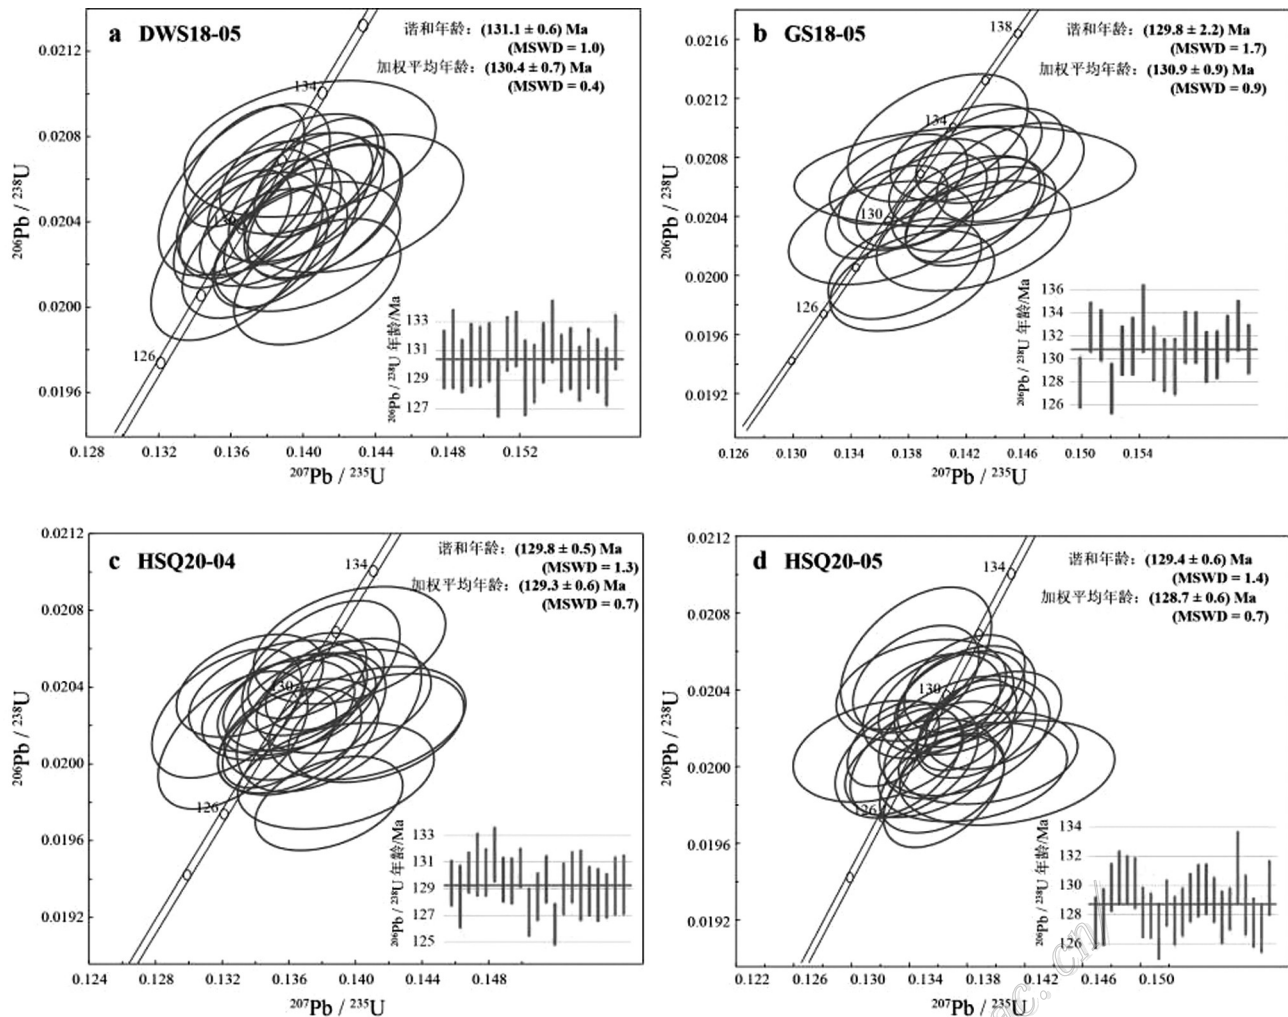 a DWS18-05
谐和年龄：(131.1 ± 0.6) Ma
(MSWD = 1.0)
加权平均年龄：(130.4 ± 0.7) Ma
(MSWD = 0.4)
0.0212
0.0208
0.0204
0.0200
0.0196
134
130
126
²⁰⁶Pb / ²³⁸U
²⁰⁶Pb / ²³⁸U 年龄/Ma
133
131
129
127
0.128 0.132 0.136 0.140 0.144 0.148 0.152
²⁰⁷Pb / ²³⁵U
b GS18-05
谐和年龄：(129.8 ± 2.2) Ma
(MSWD = 1.7)
加权平均年龄：(130.9 ± 0.9) Ma
(MSWD = 0.9)
0.0216
0.0212
0.0208
0.0204
0.0200
0.0196
0.0192
138
134
130
126
²⁰⁶Pb / ²³⁸U
²⁰⁶Pb / ²³⁸U 年龄/Ma
136
134
132
130
128
126
0.126 0.130 0.134 0.138 0.142 0.146 0.150 0.154
²⁰⁷Pb / ²³⁵U
c HSQ20-04
谐和年龄：(129.8 ± 0.5) Ma
(MSWD = 1.3)
加权平均年龄：(129.3 ± 0.6) Ma
(MSWD = 0.7)
0.0212
0.0208
0.0204
0.0200
0.0196
0.0192
134
130
126
²⁰⁶Pb / ²³⁸U
²⁰⁶Pb / ²³⁸U 年龄/Ma
133
131
129
127
125
0.124 0.128 0.132 0.136 0.140 0.144 0.148
²⁰⁷Pb / ²³⁵U
d HSQ20-05
谐和年龄：(129.4 ± 0.6) Ma
(MSWD = 1.4)
加权平均年龄：(128.7 ± 0.6) Ma
(MSWD = 0.7)
0.0212
0.0208
0.0204
0.0200
0.0196
0.0192
134
130
126
²⁰⁶Pb / ²³⁸U
²⁰⁶Pb / ²³⁸U 年龄/Ma
134
132
130
128
126
0.122 0.126 0.130 0.134 0.138 0.142 0.146 0.150
²⁰⁷Pb / ²³⁵U